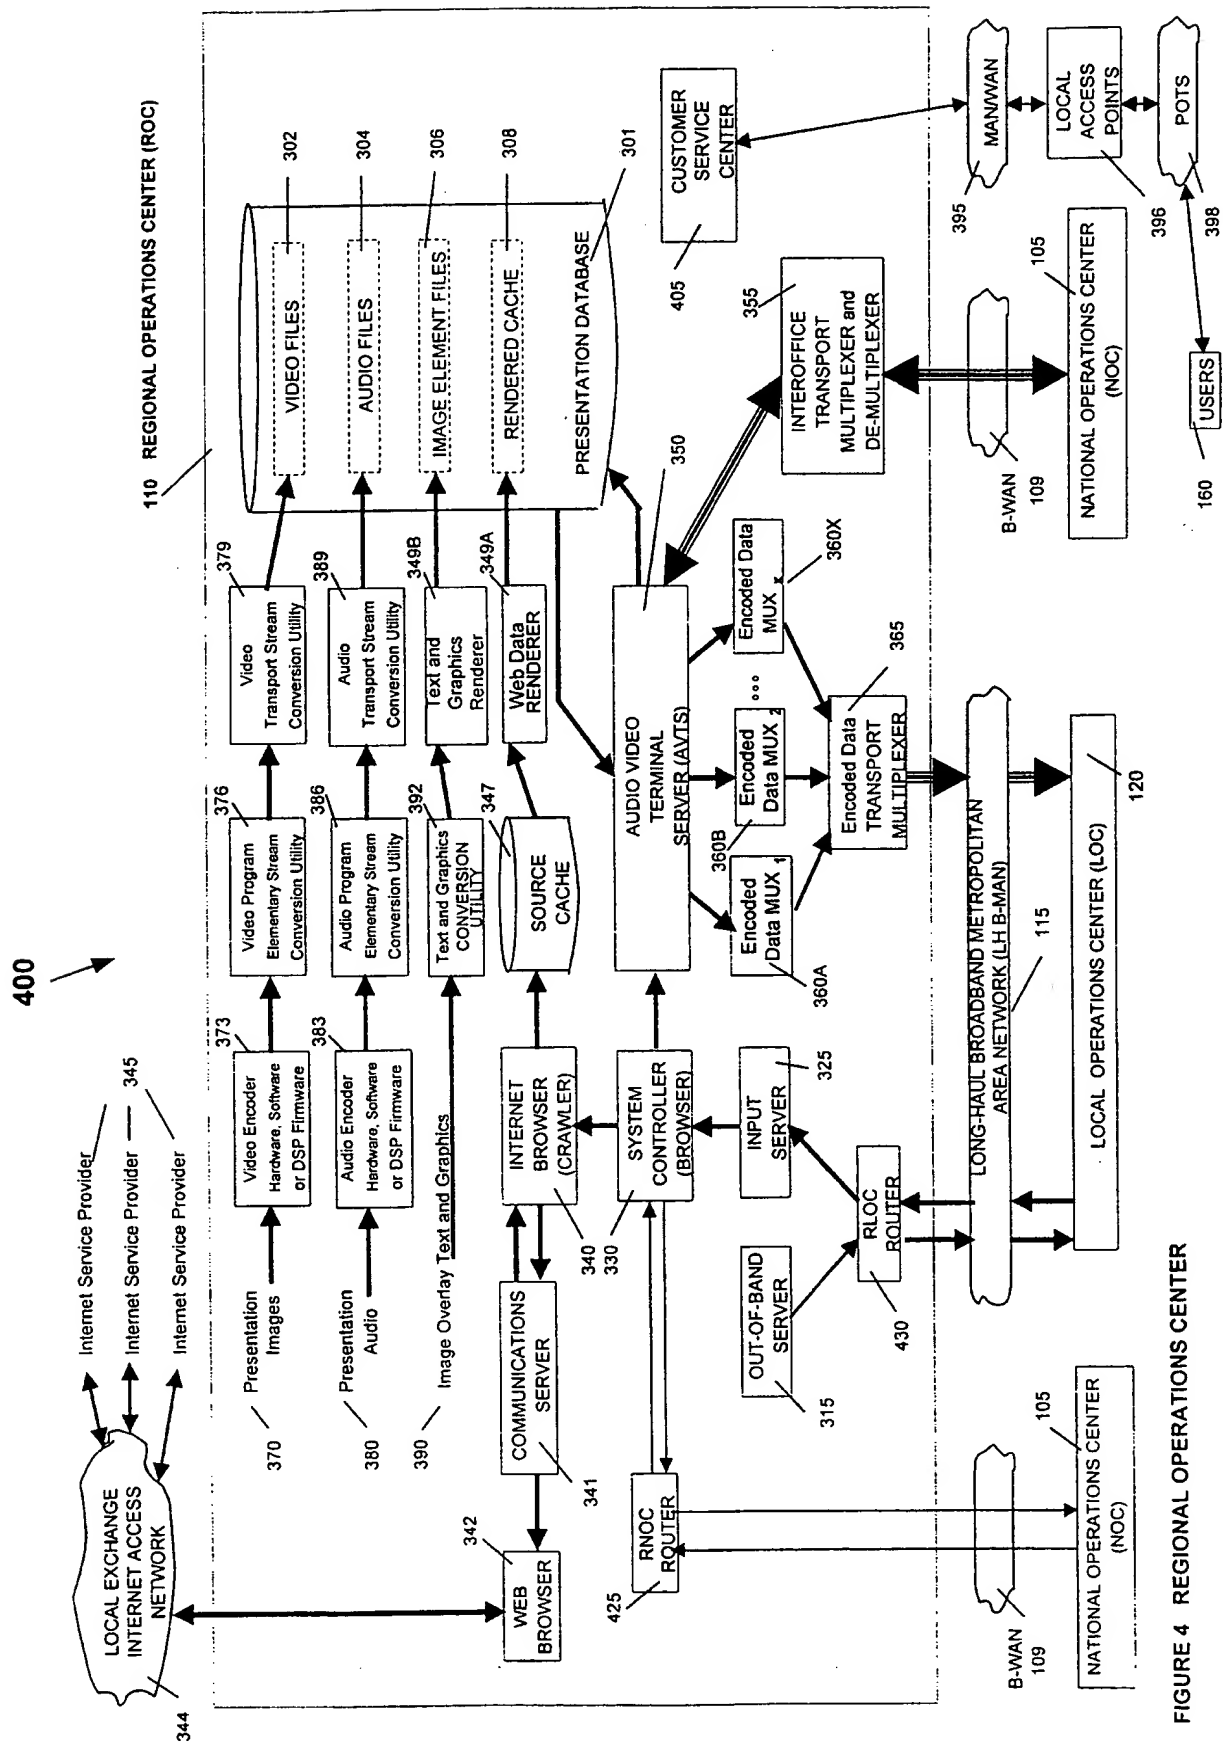 400
110 REGIONAL OPERATIONS CENTER (ROC)
LOCAL EXCHANGE
INTERNET ACCESS
NETWORK
344
Internet Service Provider
Internet Service Provider
Internet Service Provider
345
370
Presentation
Images
373
Video Encoder
Hardware, Software
or DSP Firmware
376
Video Program
Elementary Stream
Conversion Utility
379
Video
Transport Stream
Conversion Utility
VIDEO FILES
302
380
Presentation
Audio
383
Audio Encoder
Hardware, Software
or DSP Firmware
386
Audio Program
Elementary Stream
Conversion Utility
389
Audio
Transport Stream
Conversion Utility
AUDIO FILES
304
390
Image Overlay Text and Graphics
392
Text and Graphics
CONVERSION
UTILITY
349B
Text and
Graphics
Renderer
IMAGE ELEMENT FILES
306
342
WEB
BROWSER
COMMUNICATIONS
SERVER
341
INTERNET
BROWSER
(CRAWLER)
340
347
SOURCE
CACHE
349A
Web Data
RENDERER
RENDERED CACHE
308
PRESENTATION DATABASE
301
RNOC
ROUTER
425
330
SYSTEM
CONTROLLER
(BROWSER)
AUDIO VIDEO
TERMINAL
SERVER (AVTS)
350
CUSTOMER
SERVICE
CENTER
405
OUT-OF-BAND
SERVER
315
INPUT
SERVER
325
Encoded
Data MUX 1
360A
Encoded
Data MUX 2
360B
Encoded Data
MUX x
360X
INTEROFFICE
TRANSPORT
MULTIPLEXER and
DE-MULTIPLEXER
355
RLOC
ROUTER
430
Encoded Data
TRANSPORT
MULTIPLEXER
365
B-WAN
109
LONG-HAUL BROADBAND METROPOLITAN
AREA NETWORK (LH B-MAN)
115
B-WAN
109
MAN/WAN
395
LOCAL
ACCESS
POINTS
396
POTS
398
NATIONAL OPERATIONS CENTER
(NOC)
105
LOCAL OPERATIONS CENTER (LOC)
120
NATIONAL OPERATIONS CENTER
(NOC)
105
USERS
160
FIGURE 4 REGIONAL OPERATIONS CENTER